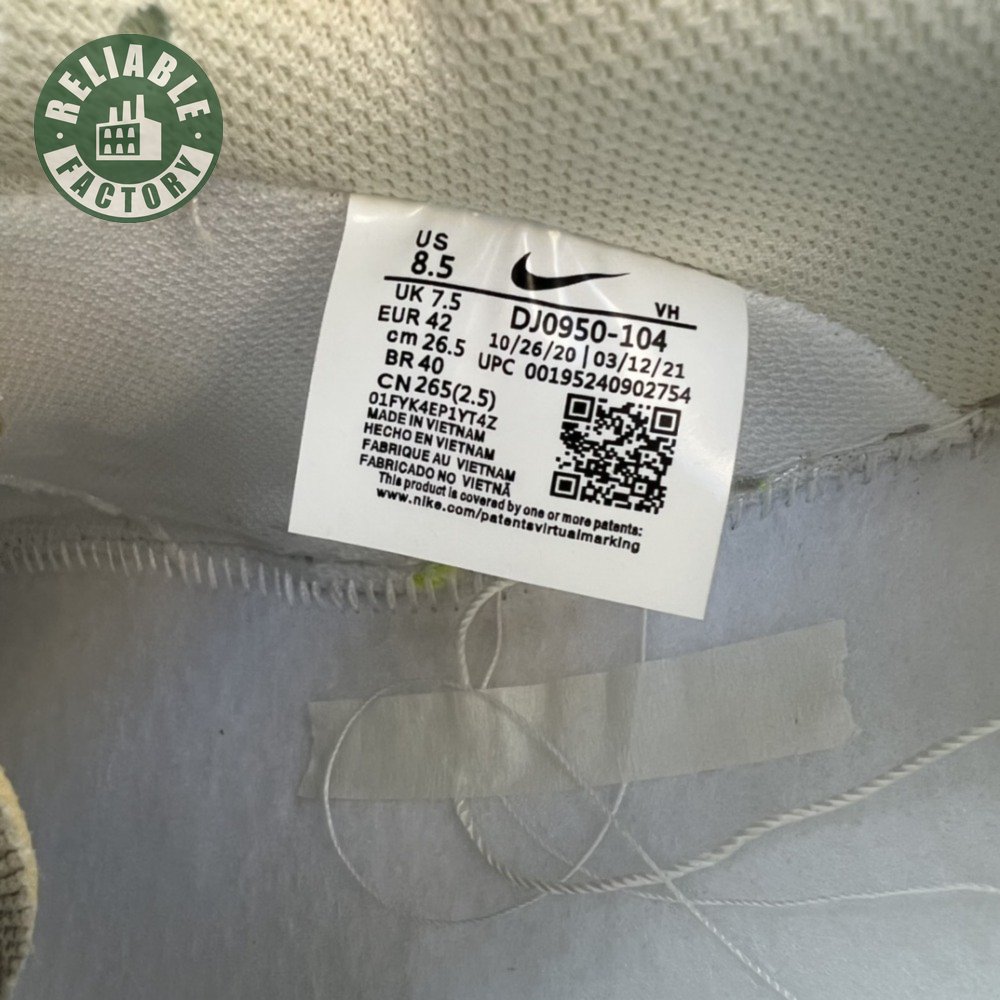 RELIABLE
FACTORY
US
8.5
VH
UK 7.5
DJ0950-104
EUR 42
10/26/20 | 03/12/21
cm 26.5
UPC 00195240902754
BR 40
CN 265(2.5)
01FYK4EP1YT4Z
MADE IN VIETNAM
HECHO EN VIETNAM
FABRIQUE AU VIETNAM
FABRICADO NO VIETNÃ
This product is covered by one or more patents:
www.nike.com/patentsvirtualmarking